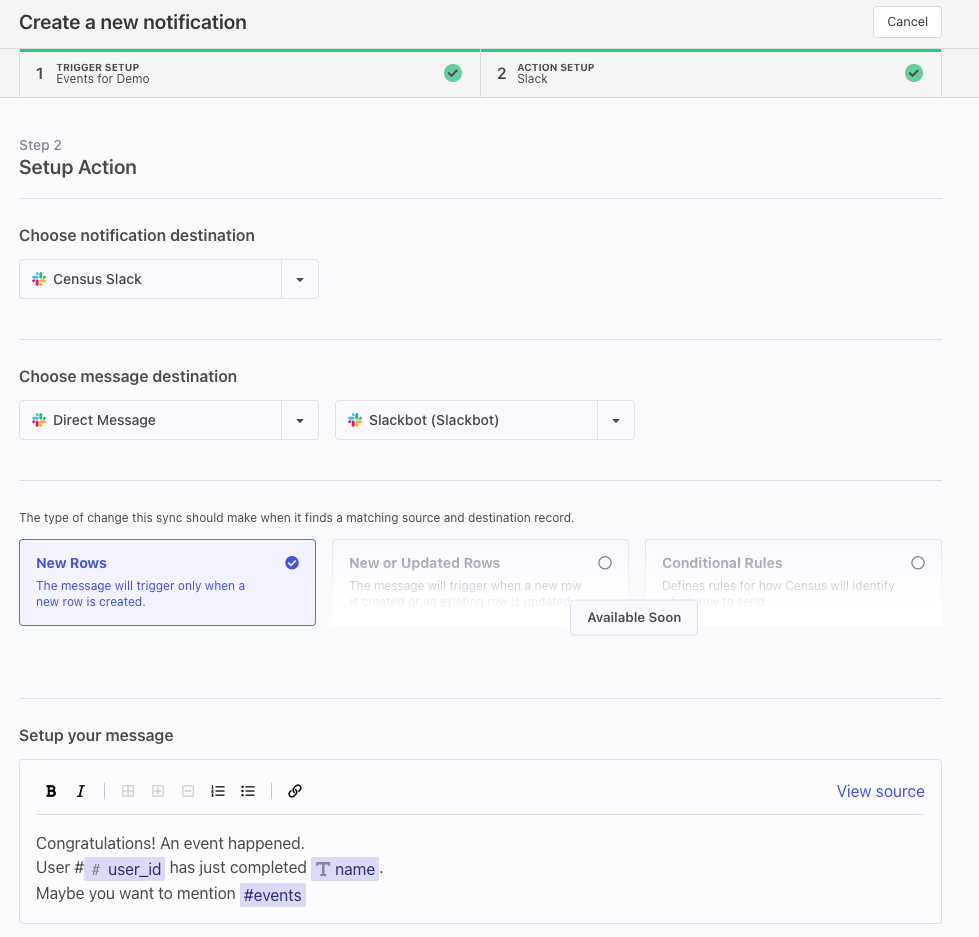 Create a new notification
Cancel
1 TRIGGER SETUP
Events for Demo
2 ACTION SETUP
Slack
Step 2
Setup Action
Choose notification destination
Census Slack
Choose message destination
Direct Message
Slackbot (Slackbot)
The type of change this sync should make when it finds a matching source and destination record.
New Rows
The message will trigger only when a
new row is created.
New or Updated Rows
The message will trigger when a new row
is created or an existing row is updated.
Conditional Rules
Defines rules for how Census will identify
which row to send.
Available Soon
Setup your message
B I
View source
Congratulations! An event happened.
User # # user_id has just completed T name.
Maybe you want to mention #events